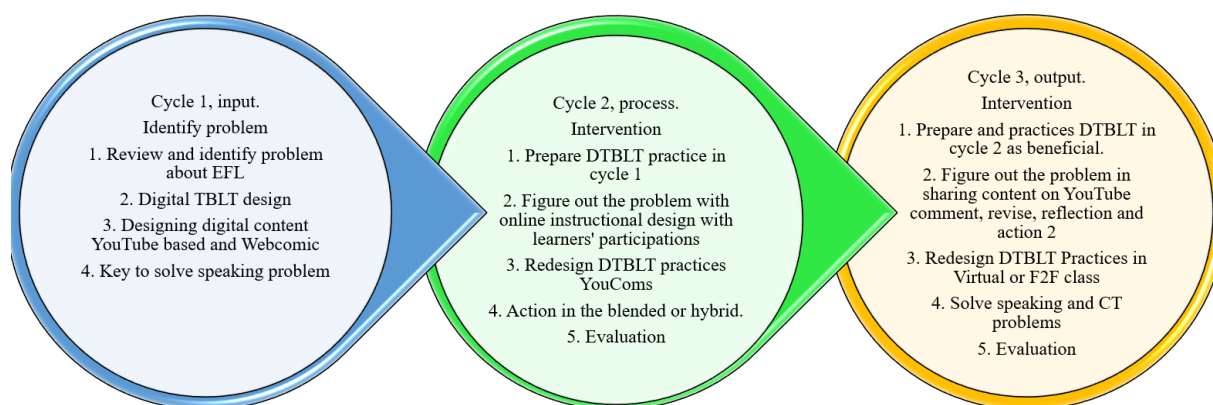 Cycle 1, input.
Identify problem
1. Review and identify problem
about EFL
2. Digital TBLT design
3. Designing digital content
YouTube based and Webcomic
4. Key to solve speaking problem
Cycle 2, process.
Intervention
1. Prepare DTBLT practice in
cycle 1
2. Figure out the problem with
online instructional design with
learners' participations
3. Redesign DTBLT practices
YouComs
4. Action in the blended or hybrid.
5. Evaluation
Cycle 3, output.
Intervention
1. Prepare and practices DTBLT in
cycle 2 as beneficial.
2. Figure out the problem in
sharing content on YouTube
comment, revise, reflection and
action 2
3. Redesign DTBLT Practices in
Virtual or F2F class
4. Solve speaking and CT
problems
5. Evaluation